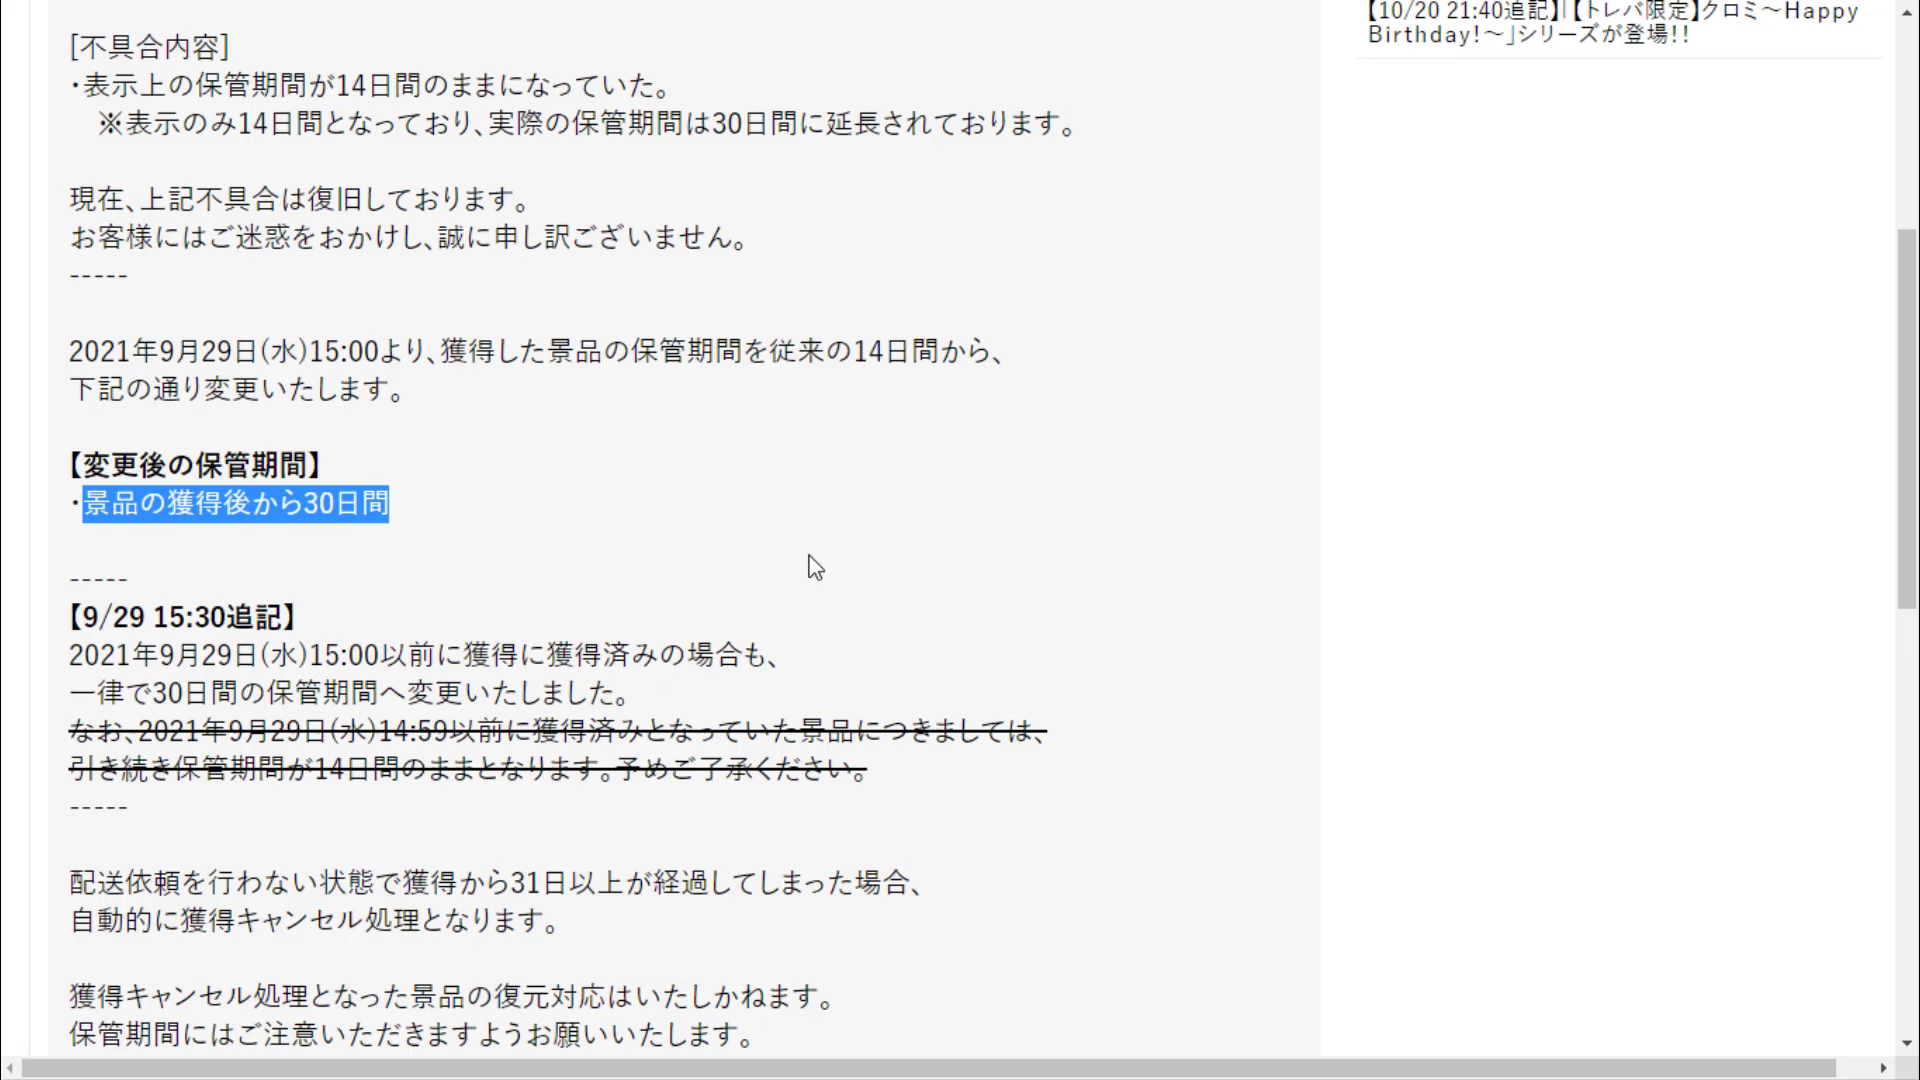 [不具合内容]
・表示上の保管期間が14日間のままになっていた。
※表示のみ14日間となっており、実際の保管期間は30日間に延長されております。
現在、上記不具合は復旧しております。
お客様にはご迷惑をおかけし、誠に申し訳ございません。
-----
2021年9月29日(水)15:00より、獲得した景品の保管期間を従来の14日間から、
下記の通り変更いたします。
【変更後の保管期間】
・景品の獲得後から30日間
-----
【9/29 15:30追記】
2021年9月29日(水)15:00以前に獲得に獲得済みの場合も、
一律で30日間の保管期間へ変更いたしました。
なお、2021年9月29日(水)14:59以前に獲得済みとなっていた景品につきましては、
引き続き保管期間が14日間のままとなります。予めご了承ください。
-----
配送依頼を行わない状態で獲得から31日以上が経過してしまった場合、
自動的に獲得キャンセル処理となります。
獲得キャンセル処理となった景品の復元対応はいたしかねます。
保管期間にはご注意いただきますようお願いいたします。
【10/20 21:40追記】「【トレバ限定】クロミ～Happy
Birthday!～」シリーズが登場!!